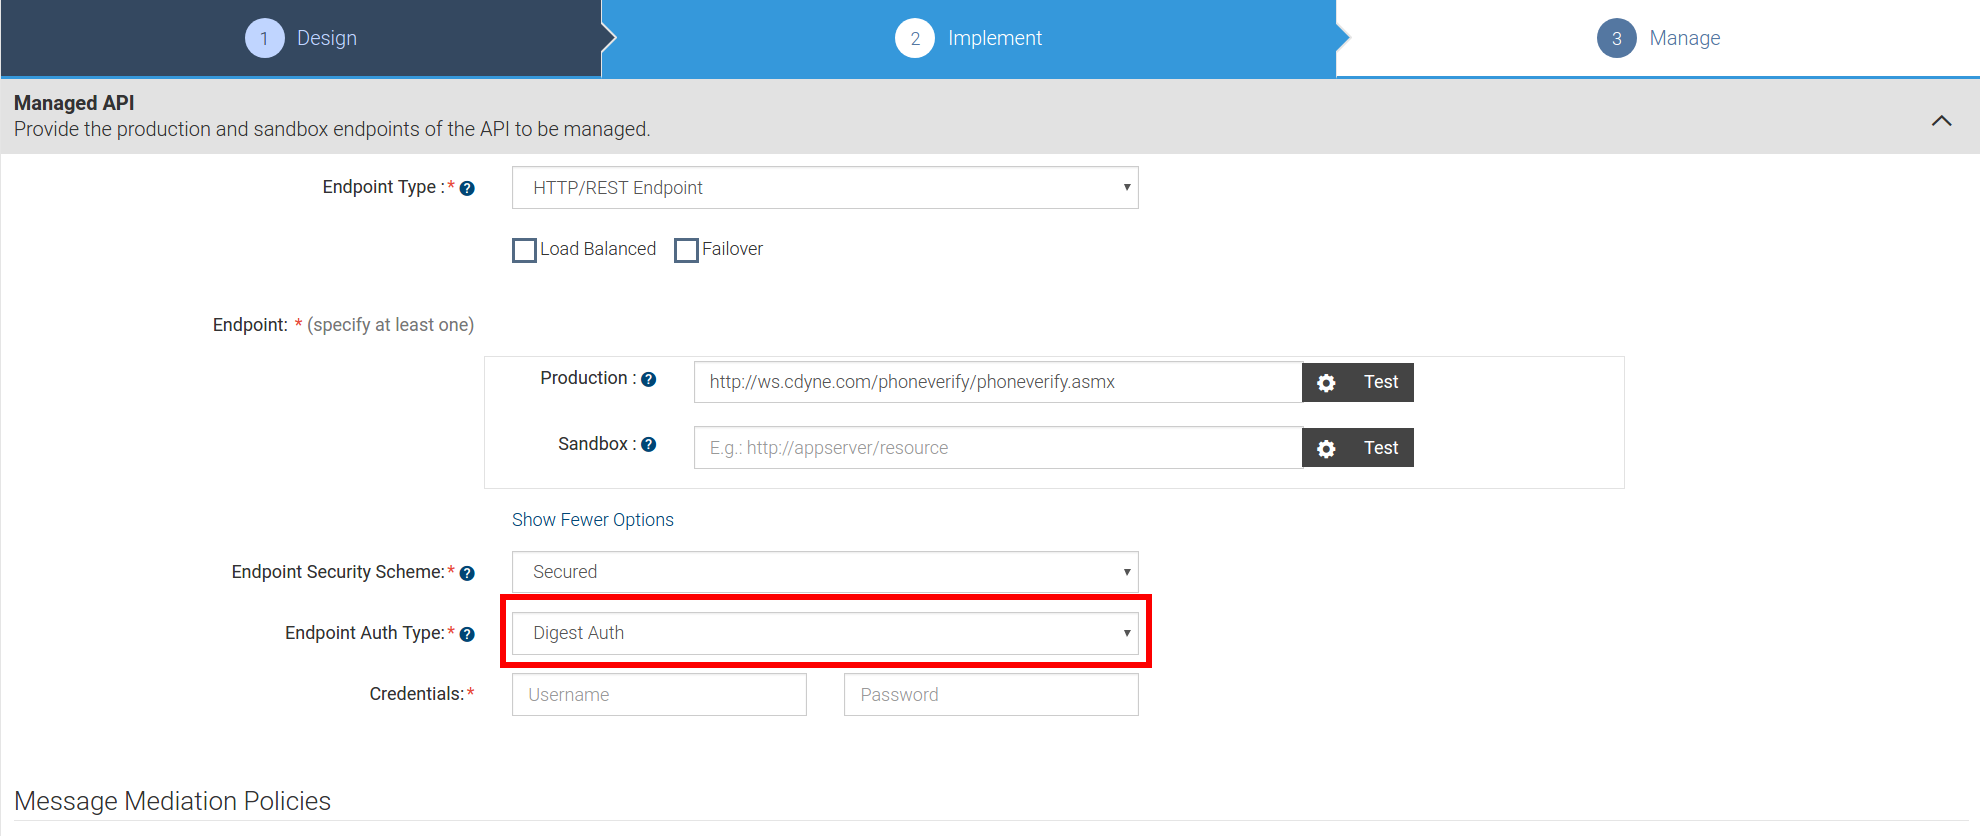 1 Design
2 Implement
3 Manage
Managed API
Provide the production and sandbox endpoints of the API to be managed.
Endpoint Type :* ?
HTTP/REST Endpoint
Load Balanced Failover
Endpoint: * (specify at least one)
Production : ? http://ws.cdyne.com/phoneverify/phoneverify.asmx Test
Sandbox : ? E.g.: http://appserver/resource Test
Show Fewer Options
Endpoint Security Scheme:* ? Secured
Endpoint Auth Type:* ? Digest Auth
Credentials:* Username Password
Message Mediation Policies